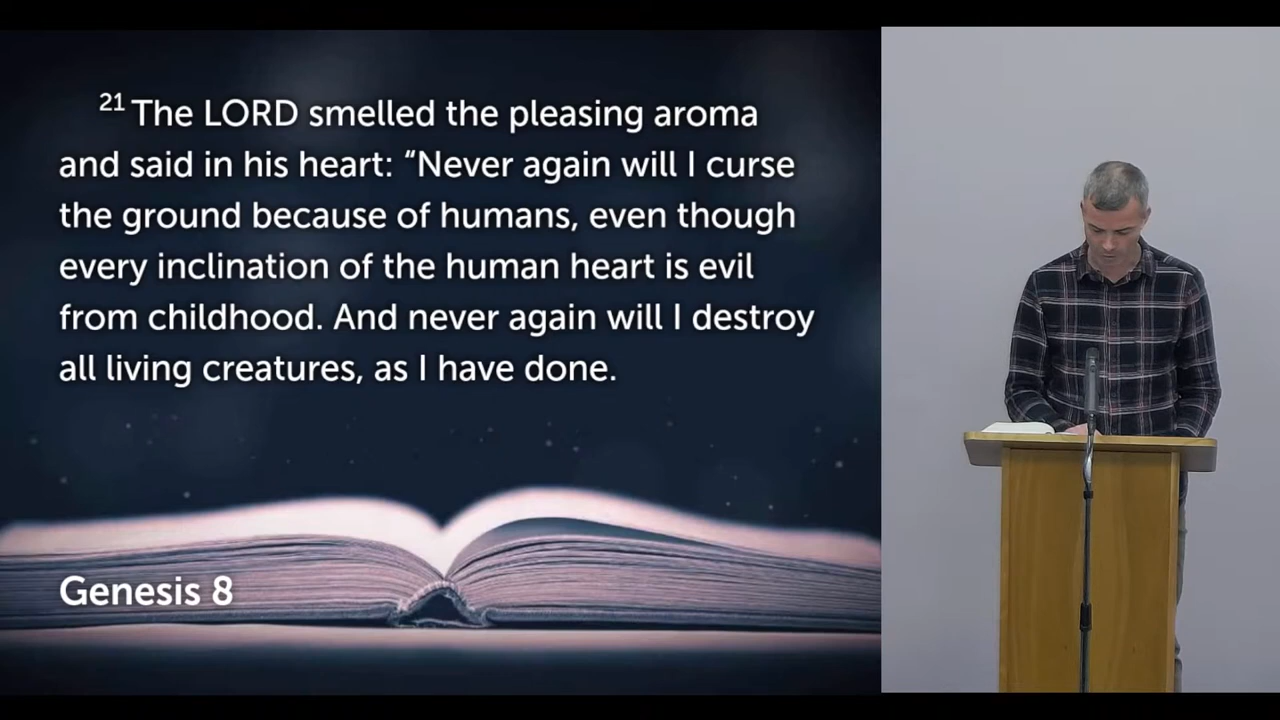 21 The LORD smelled the pleasing aroma
and said in his heart: “Never again will I curse
the ground because of humans, even though
every inclination of the human heart is evil
from childhood. And never again will I destroy
all living creatures, as I have done.
Genesis 8